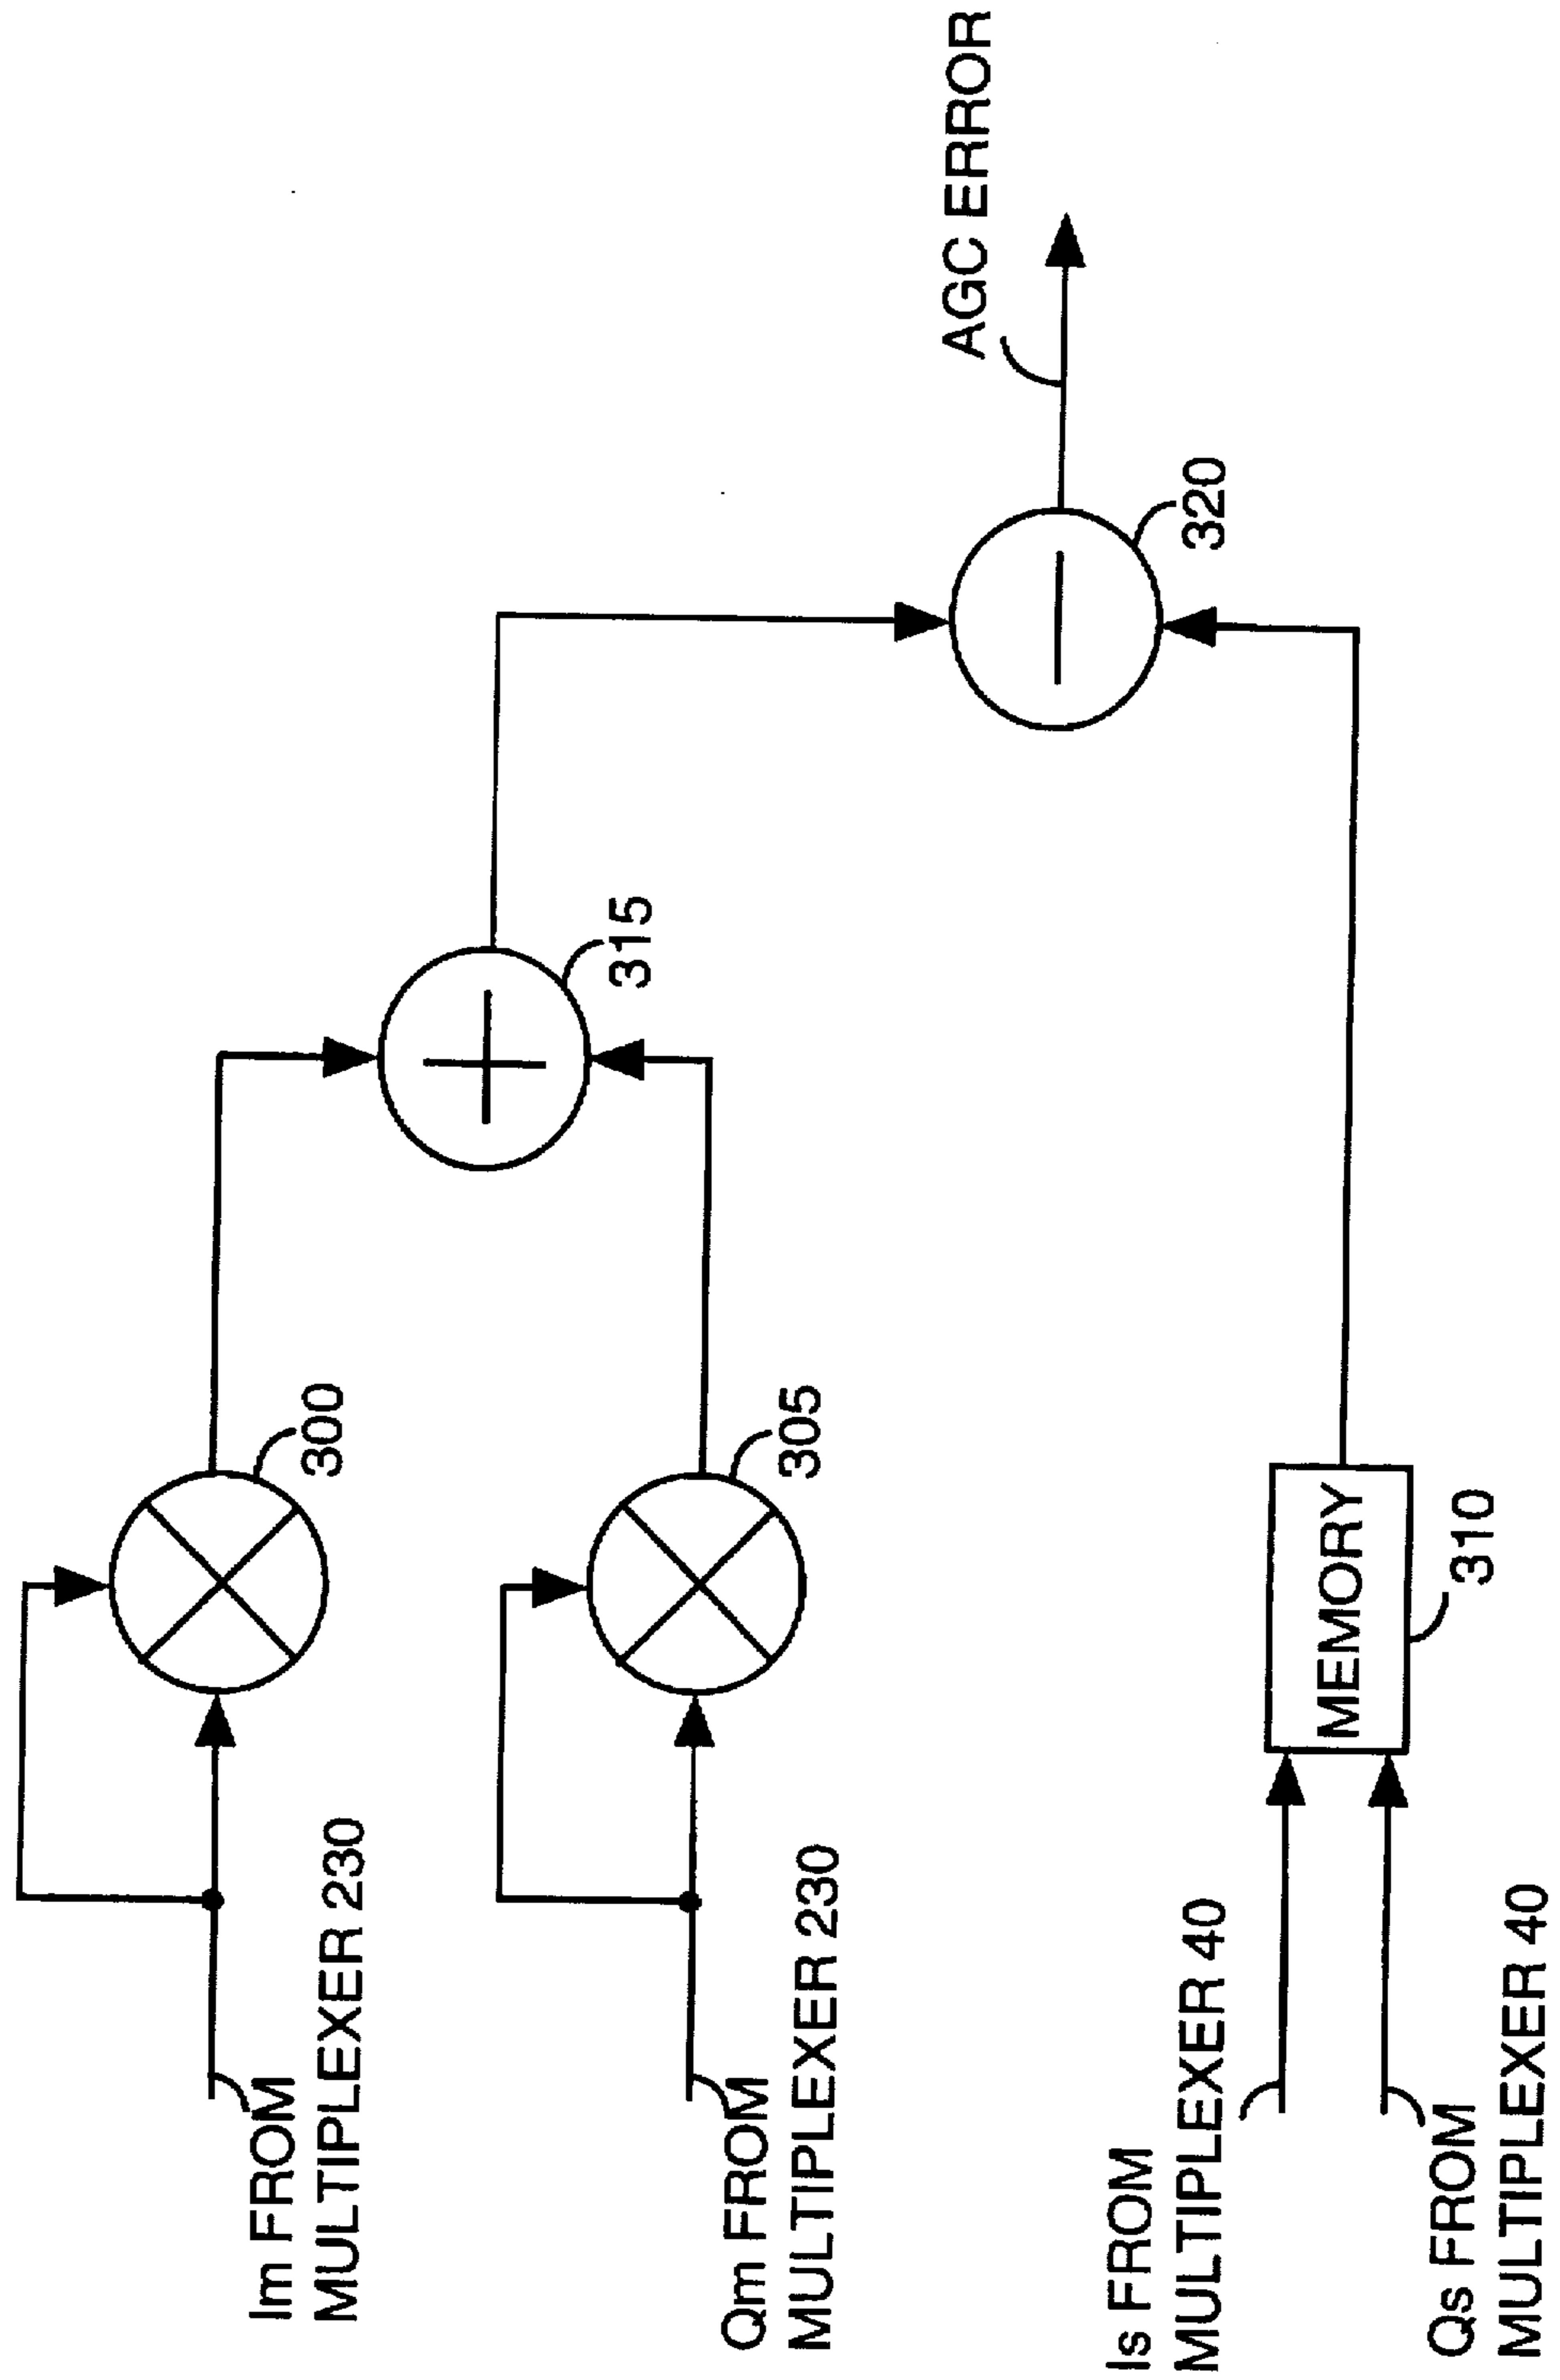 Im FROM
MULTIPLEXER 230
300
Qm FROM
MULTIPLEXER 230
305
315
AGC ERROR
320
Is FROM
MULTIPLEXER 40
MEMORY
310
Qs FROM
MULTIPLEXER 40